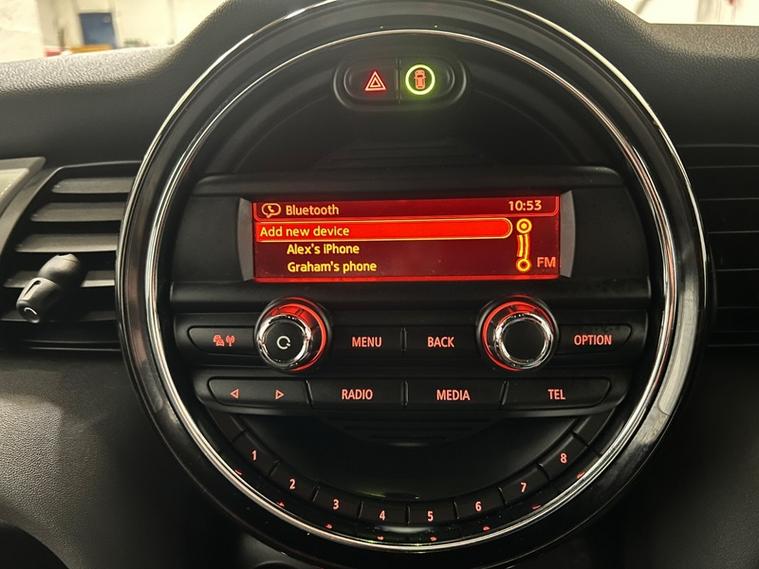 Bluetooth 10:53
Add new device
Alex's iPhone
Graham's phone FM
MENU BACK OPTION
RADIO MEDIA TEL
1 2 3 4 5 6 7 8